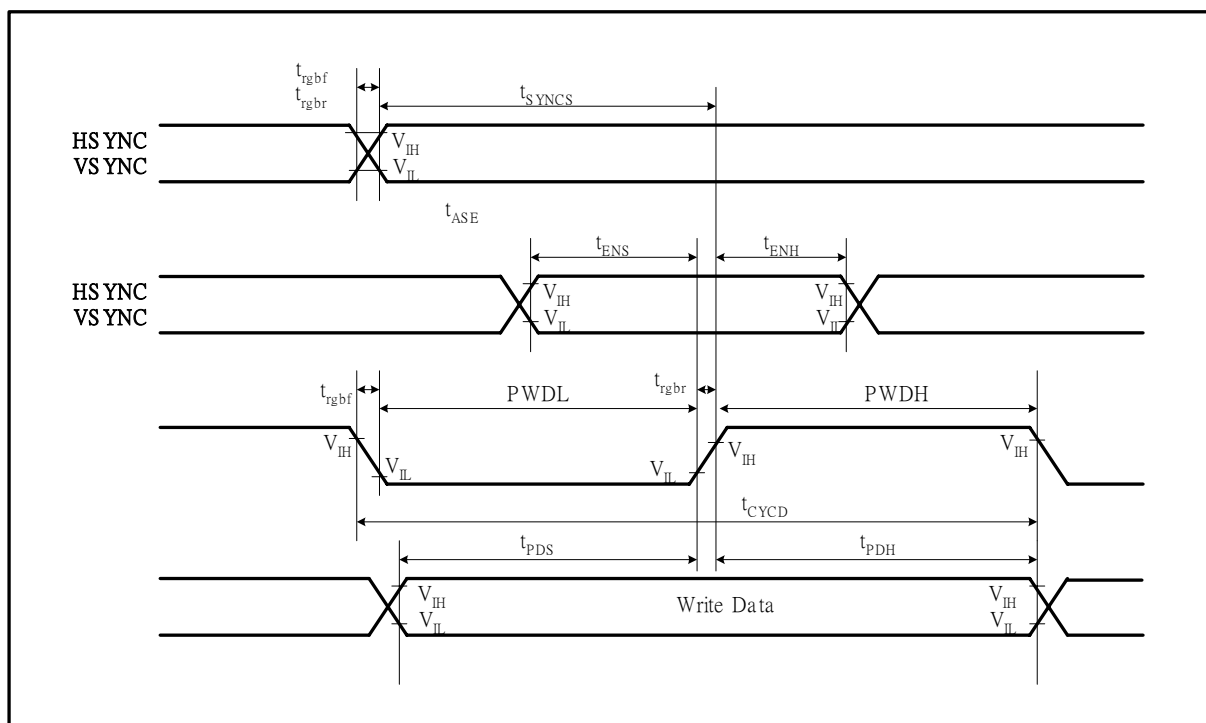 t_rgbf
t_rgbr
t_SYNCS
HSYNC
VSYNC
V_IH
V_IL
t_ASE
t_ENS
t_ENH
HSYNC
VSYNC
V_IH
V_IL
V_IH
V_IL
t_rgbf
PWDL
t_rgbr
PWDH
V_IH
V_IL
V_IL
V_IH
V_IH
t_CYCD
t_PDS
t_PDH
V_IH
V_IL
Write Data
V_IH
V_IL